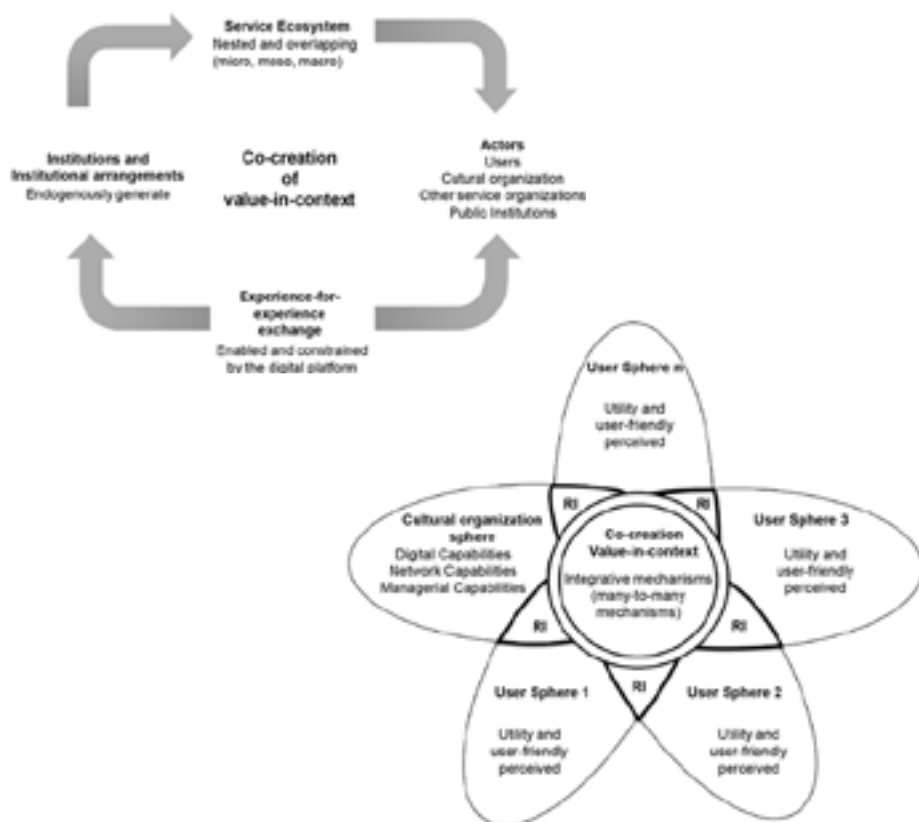 Service Ecosystem
Nested and overlapping
(micro, meso, macro)
Institutions and
Institutional arrangements
Endogenously generate
Co-creation
of
value-in-context
Actors
Users
Cutural organization
Other service organizations
Public Institutions
Experience-for-
experience
exchange
Enabled and constrained
by the digital platform
User Sphere n
Utility and
user-friendly
perceived
RI
RI
Cultural organization
sphere
Digital Capabilities
Network Capabilities
Managerial Capabilities
Co-creation
Value-in-context
Integrative mechanisms
(many-to-many
mechanisms)
User Sphere 3
Utility and
user-friendly
perceived
RI
RI
RI
User Sphere 1
Utility and
user-friendly
perceived
User Sphere 2
Utility and
user-friendly
perceived